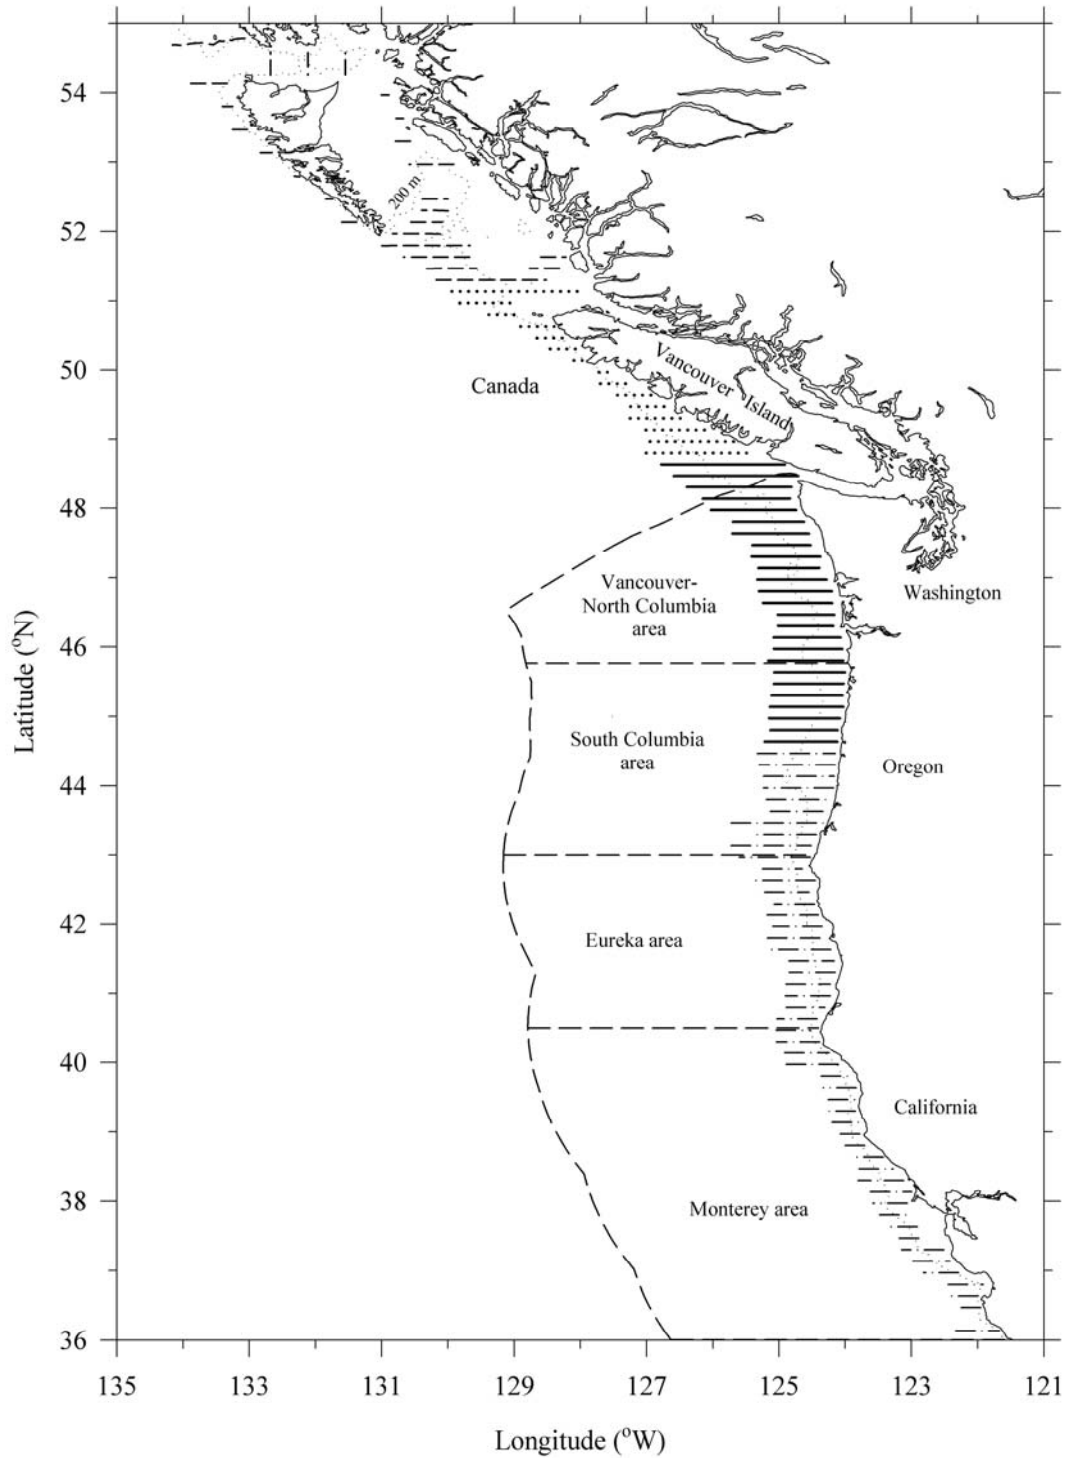 54
200 m
52
50
Canada
Vancouver Island
48
Vancouver-
North Columbia
area
Washington
46
South Columbia
area
Oregon
44
42
Eureka area
40
California
38
Monterey area
36
135
133
131
129
127
125
123
121
Latitude (°N)
Longitude (°W)